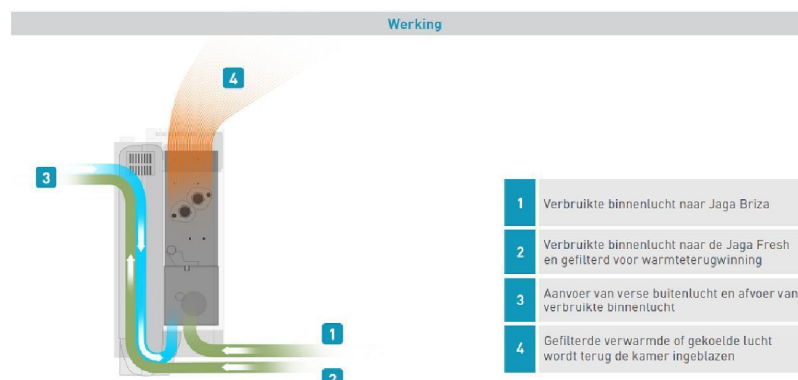 Werking
4
3
1
2
1 Verbruikte binnenlucht naar Jaga Briza
2 Verbruikte binnenlucht naar de Jaga Fresh
en gefilterd voor warmteterugwinning
3 Aanvoer van verse buitenlucht en afvoer van
verbruikte binnenlucht
4 Gefilterde verwarmde of gekoelde lucht
wordt terug de kamer ingeblazen